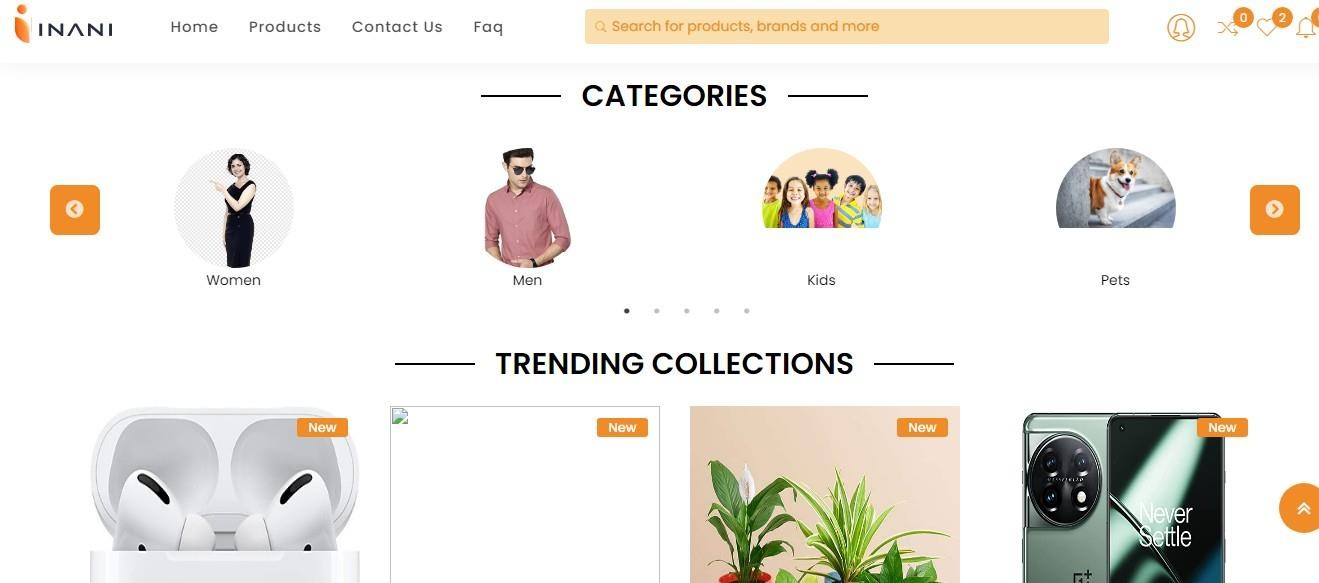 INANI
Home
Products
Contact Us
Faq
Search for products, brands and more
0
2
CATEGORIES
Women
Men
Kids
Pets
TRENDING COLLECTIONS
New
New
New
New
HASSELBLAD
Never
Settle